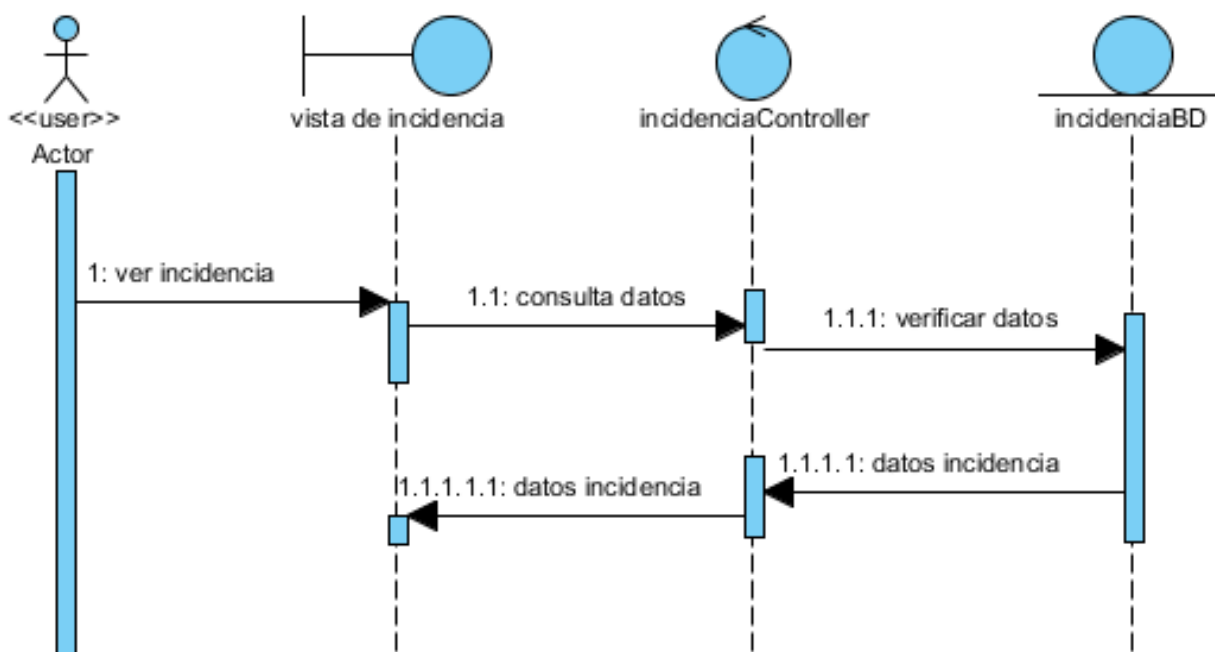 <<user>>
Actor
vista de incidencia
incidenciaController
incidenciaBD
1: ver incidencia
1.1: consulta datos
1.1.1: verificar datos
1.1.1.1: datos incidencia
1.1.1.1.1: datos incidencia